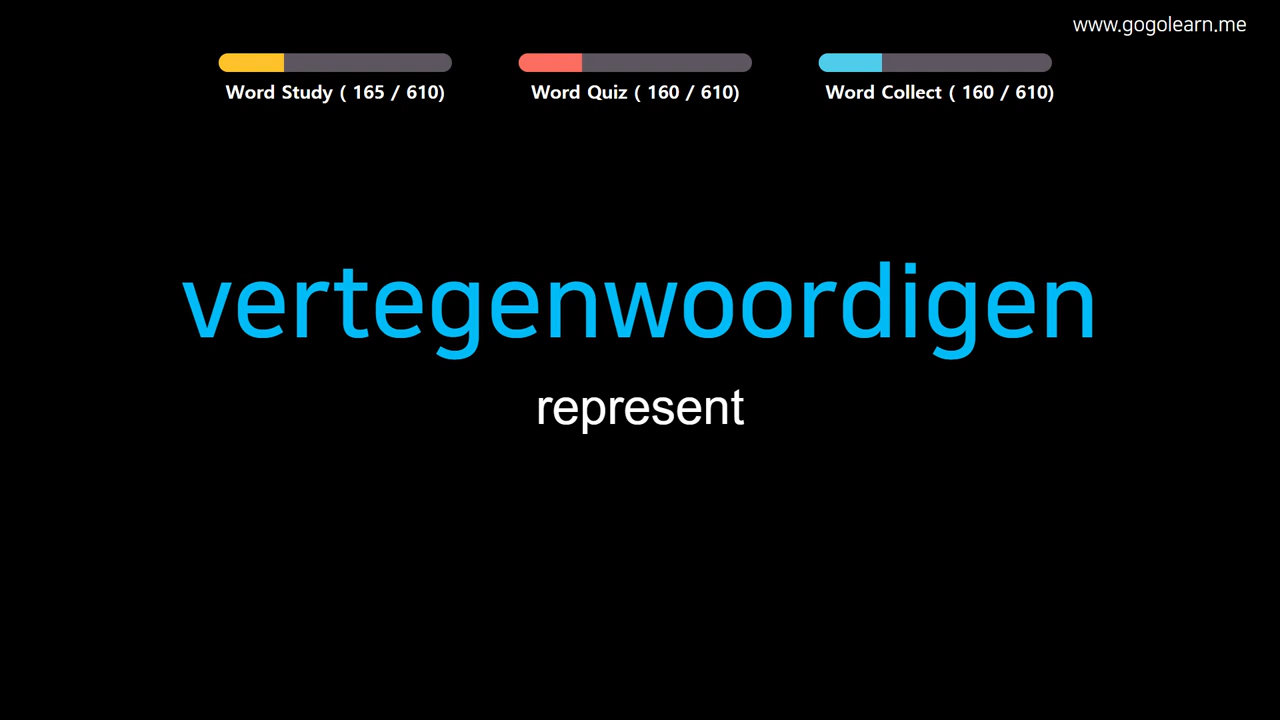 www.gogolearn.me
Word Study ( 165 / 610)
Word Quiz ( 160 / 610)
Word Collect ( 160 / 610)
vertegenwoordigen
represent